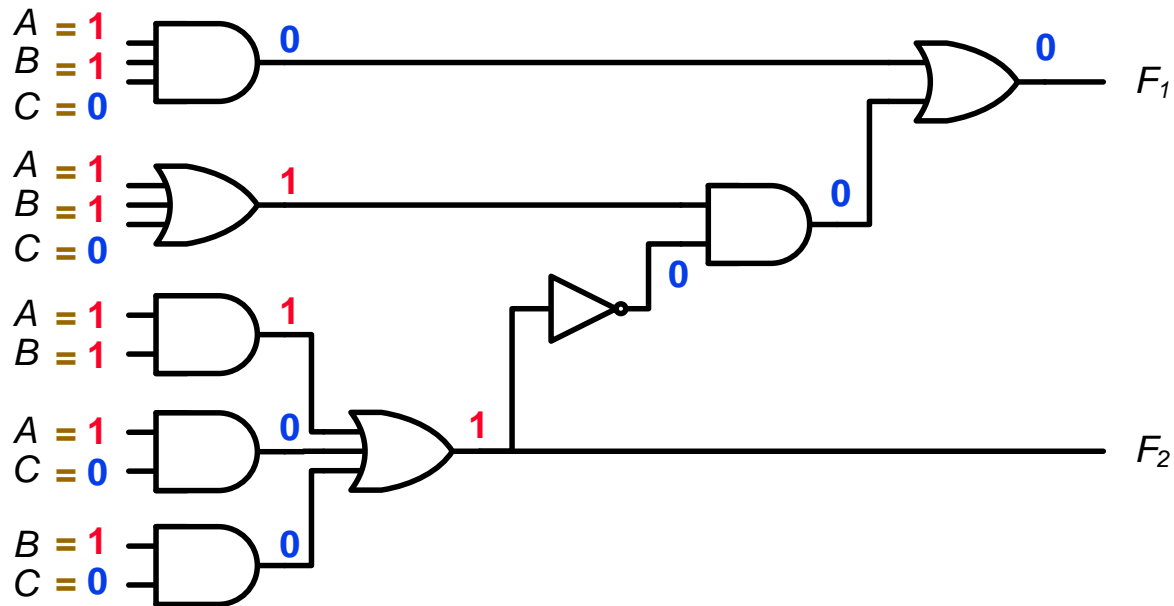 A = 1
0
0
B = 1
F1
C = 0
A = 1
1
B = 1
0
C = 0
0
A = 1
1
B = 1
A = 1
0
1
C = 0
F2
B = 1
0
C = 0